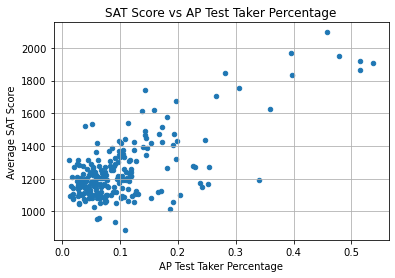 SAT Score vs AP Test Taker Percentage
2000
1800
1600
1400
1200
1000
Average SAT Score
0.0 0.1 0.2 0.3 0.4 0.5
AP Test Taker Percentage